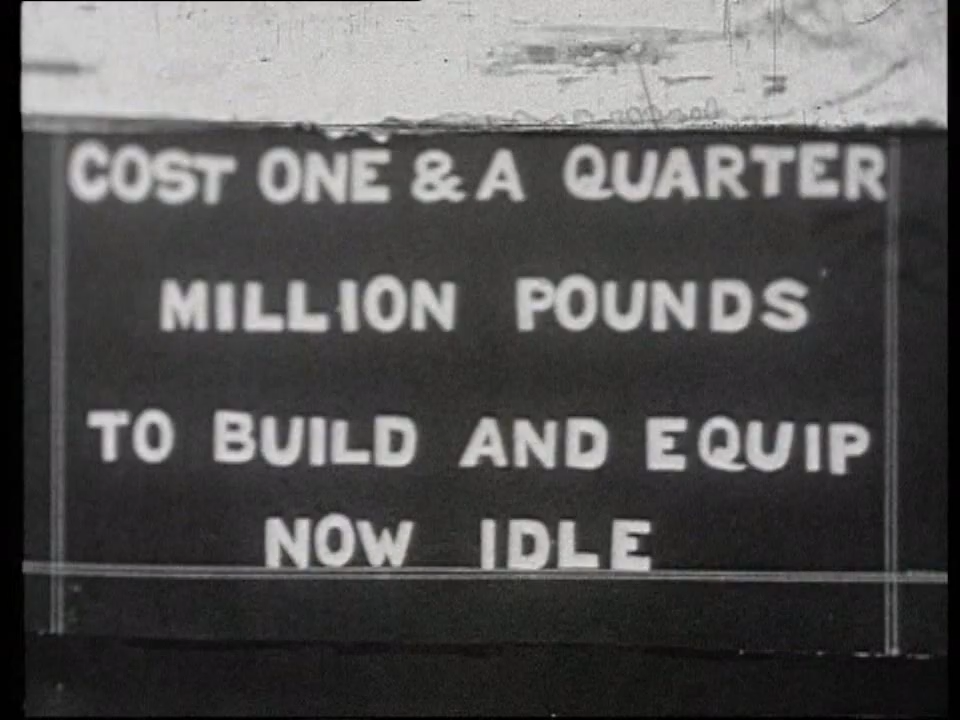 COST ONE & A QUARTER
MILLION POUNDS
TO BUILD AND EQUIP
NOW IDLE